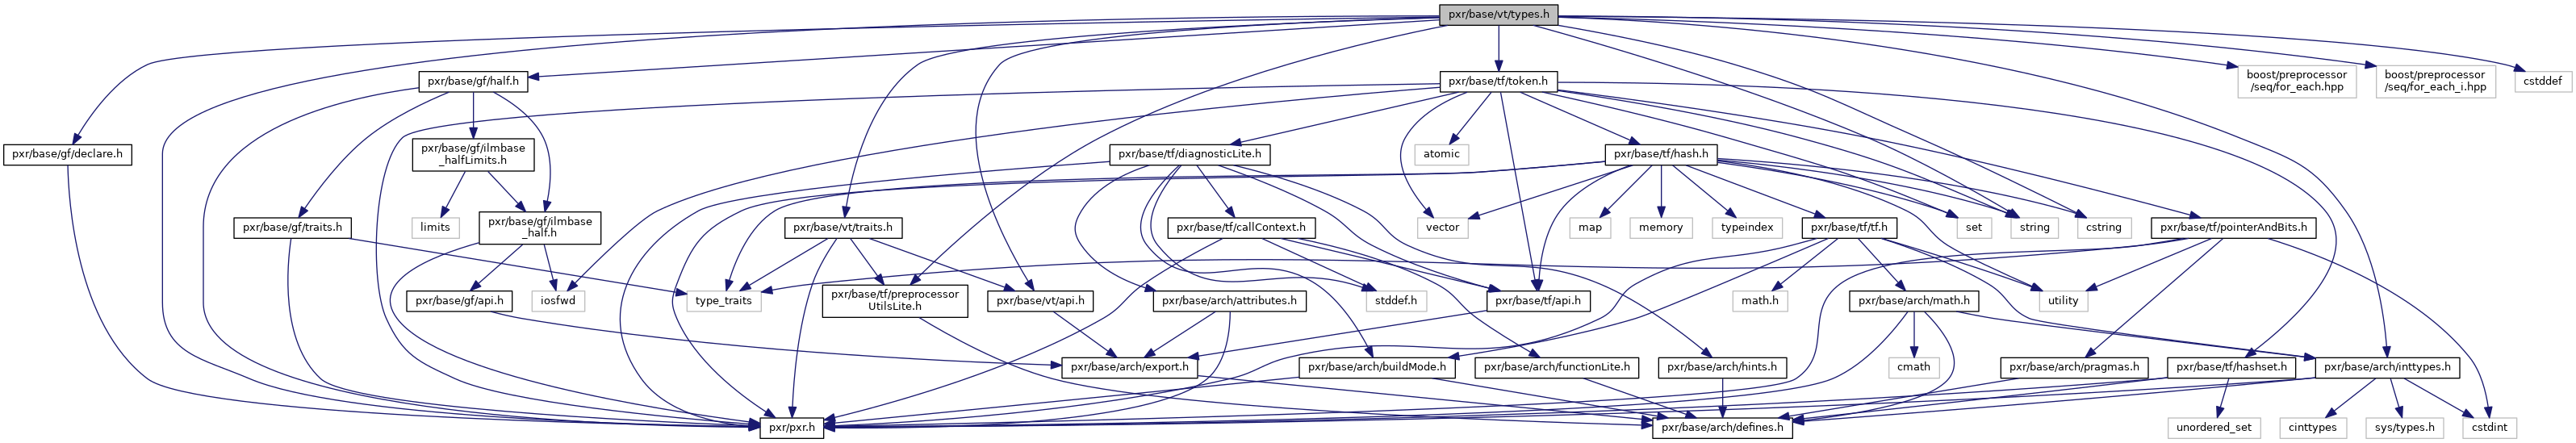 pxr/base/vt/types.h
pxr/base/gf/half.h
pxr/base/tf/token.h
boost/preprocessor
/seq/for_each.hpp
boost/preprocessor
/seq/for_each_i.hpp
cstddef
pxr/base/gf/declare.h
pxr/base/gf/ilmbase
_halfLimits.h
pxr/base/tf/diagnosticLite.h
atomic
pxr/base/tf/hash.h
pxr/base/gf/traits.h
limits
pxr/base/gf/ilmbase
_half.h
pxr/base/vt/traits.h
pxr/base/tf/callContext.h
vector
map
memory
typeindex
pxr/base/tf/tf.h
set
string
cstring
pxr/base/tf/pointerAndBits.h
pxr/base/gf/api.h
iosfwd
type_traits
pxr/base/tf/preprocessor
UtilsLite.h
pxr/base/vt/api.h
pxr/base/arch/attributes.h
stddef.h
pxr/base/tf/api.h
math.h
pxr/base/arch/math.h
utility
pxr/base/arch/export.h
pxr/base/arch/buildMode.h
pxr/base/arch/functionLite.h
pxr/base/arch/hints.h
cmath
pxr/base/arch/pragmas.h
pxr/base/tf/hashset.h
pxr/base/arch/inttypes.h
pxr/pxr.h
pxr/base/arch/defines.h
unordered_set
cinttypes
sys/types.h
cstdint